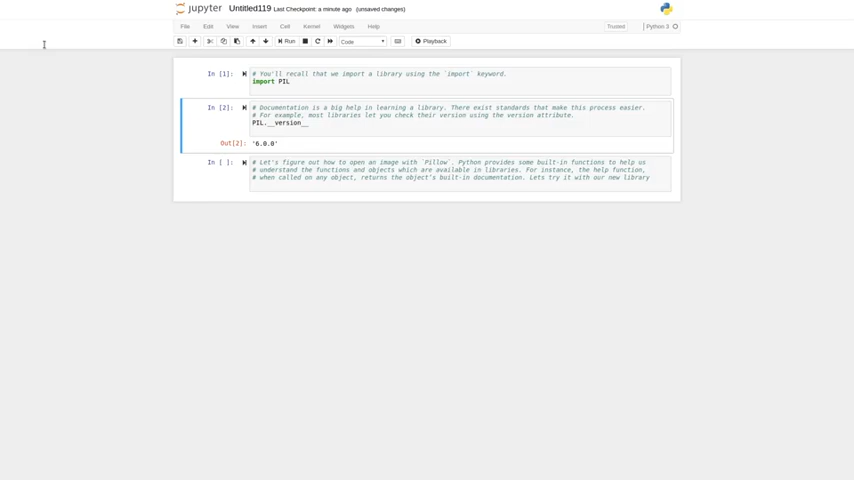 jupyter Untitled119 Last Checkpoint: a minute ago (unsaved changes)
File Edit View Insert Cell Kernel Widgets Help Trusted Python 3
Run Code Playback
In [1]: # You'll recall that we import a library using the `import` keyword.
import PIL
In [2]: # Documentation is a big help in learning a library. There exist standards that make this process easier.
# For example, most libraries let you check their version using the version attribute.
PIL.__version__
Out[2]: '6.0.0'
In [ ]: # Let's figure out how to open an image with `Pillow`. Python provides some built-in functions to help us
# understand the functions and objects which are available in libraries. For instance, the help function,
# when called on any object, returns the object's built-in documentation. Lets try it with our new library